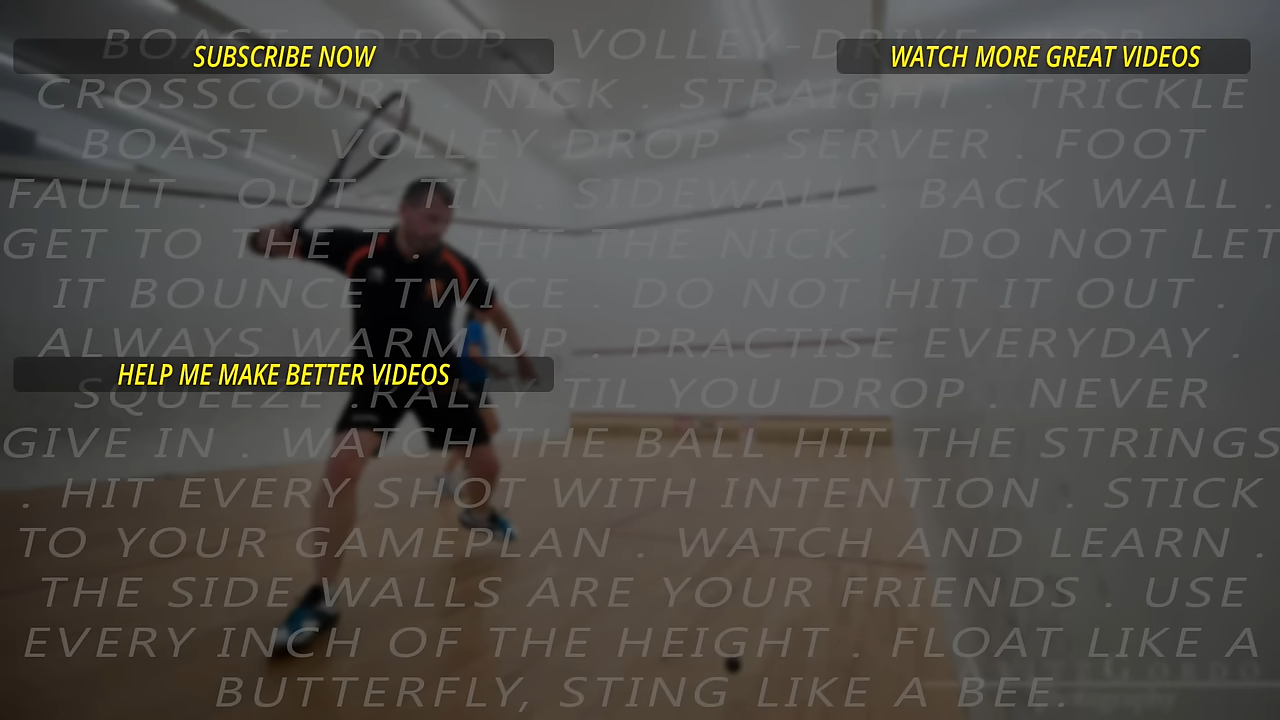 BOAST . DROP . VOLLEY-DRIVE . OR
SUBSCRIBE NOW
WATCH MORE GREAT VIDEOS
CROSSCOURT . NICK . STRAIGHT . TRICKLE
BOAST . VOLLEY DROP . SERVER . FOOT
FAULT . OUT . TIN . SIDEWALL . BACK WALL .
GET TO THE T . HIT THE NICK . DO NOT LET
IT BOUNCE TWICE . DO NOT HIT IT OUT .
ALWAYS WARM UP . PRACTISE EVERYDAY .
HELP ME MAKE BETTER VIDEOS
SQUEEZE .RALLY TIL YOU DROP . NEVER
GIVE IN . WATCH THE BALL HIT THE STRINGS
. HIT EVERY SHOT WITH INTENTION . STICK
TO YOUR GAMEPLAN . WATCH AND LEARN .
THE SIDE WALLS ARE YOUR FRIENDS . USE
EVERY INCH OF THE HEIGHT . FLOAT LIKE A
BUTTERFLY, STING LIKE A BEE.